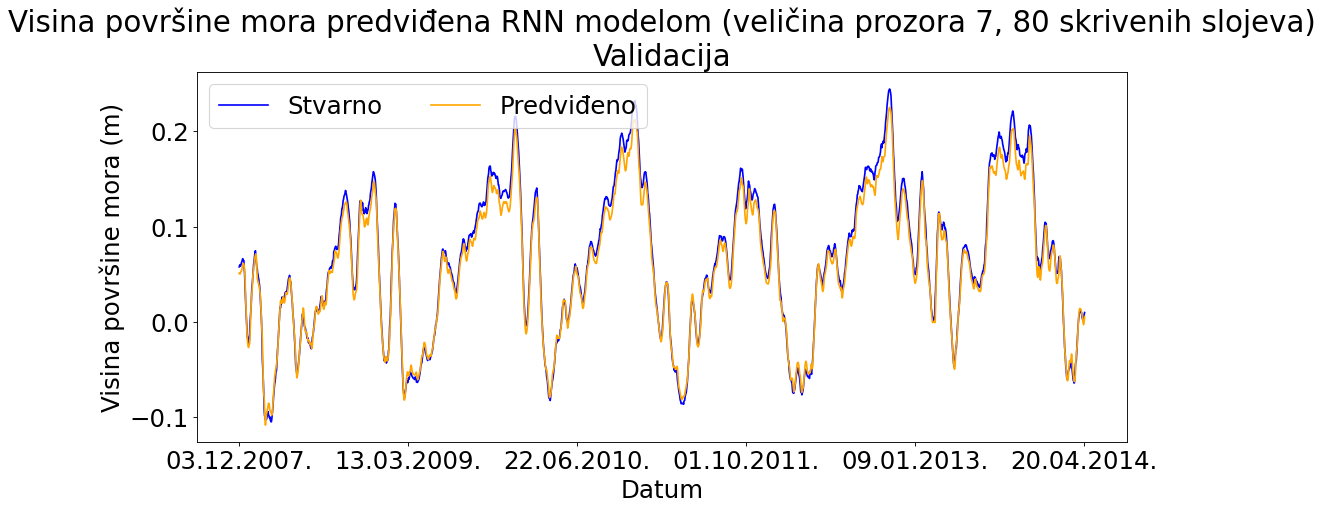 Visina površine mora predviđena RNN modelom (veličina prozora 7, 80 skrivenih slojeva)
Validacija
Stvarno Predviđeno
Visina površine mora (m)
0.2
0.1
0.0
−0.1
03.12.2007. 13.03.2009. 22.06.2010. 01.10.2011. 09.01.2013. 20.04.2014.
Datum